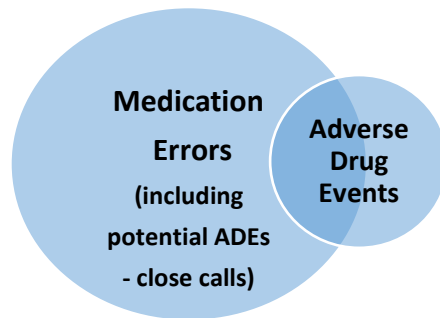 Medication
Errors
(including
potential ADEs
- close calls)
Adverse
Drug
Events